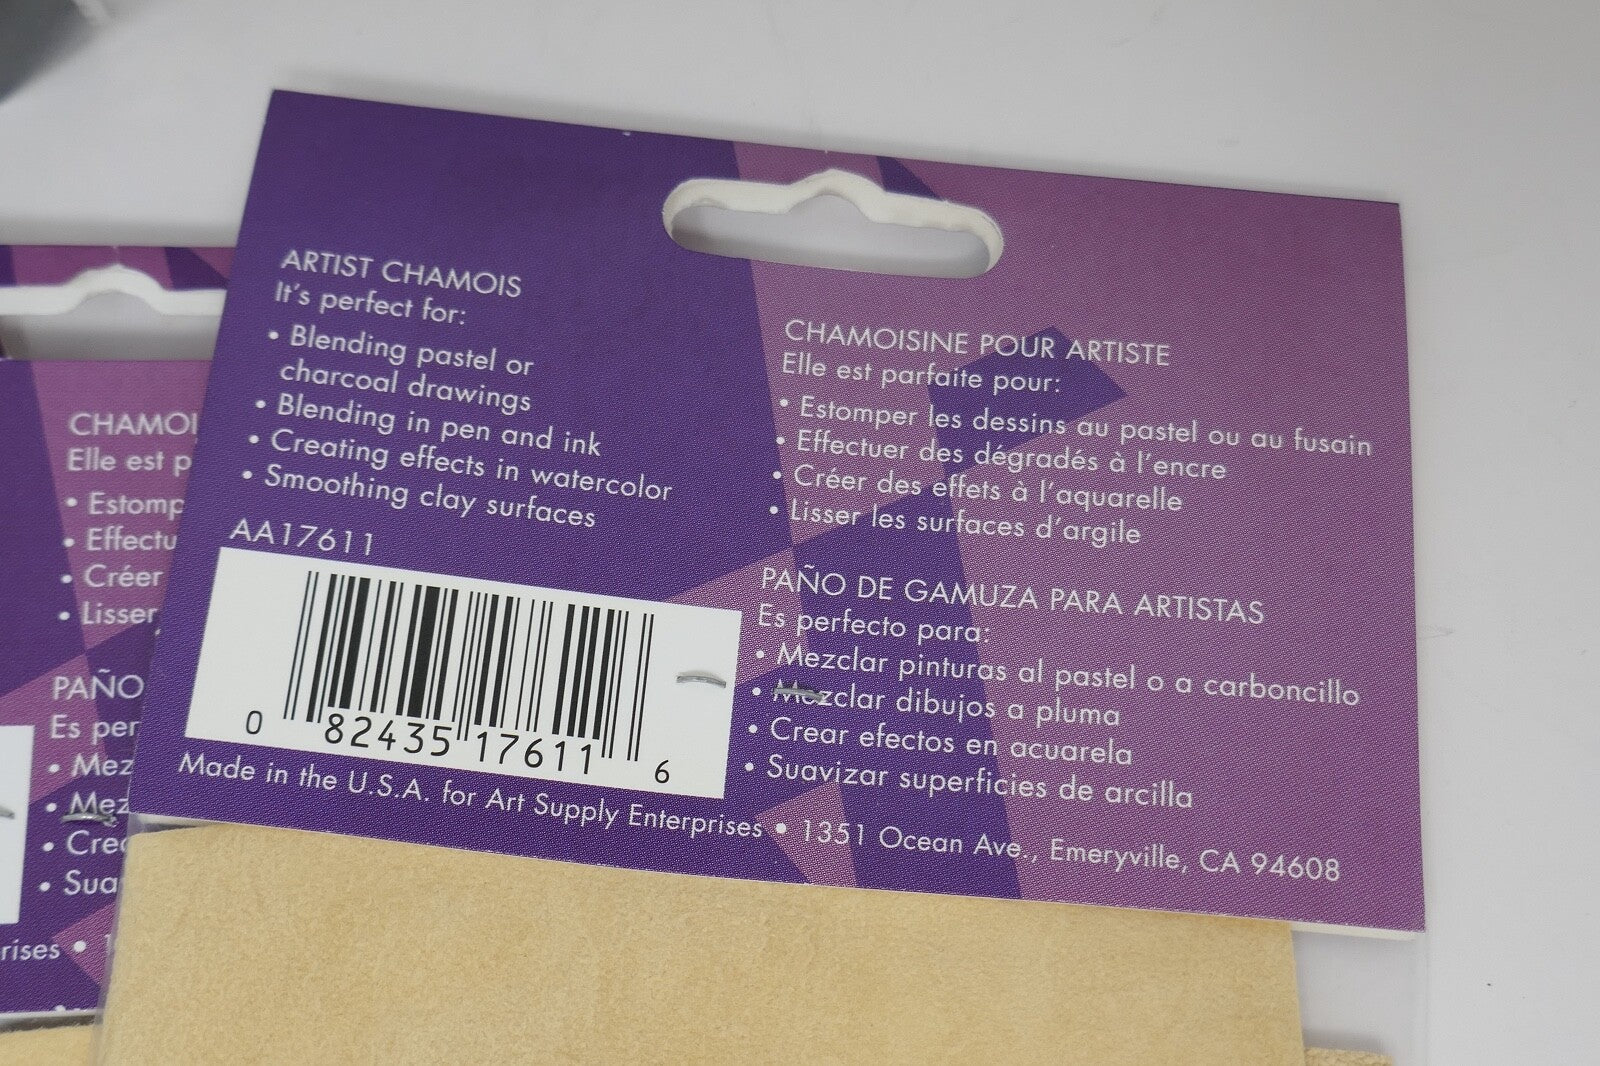 ARTIST CHAMOIS
It's perfect for:
• Blending pastel or
charcoal drawings
• Blending in pen and ink
• Creating effects in watercolor
• Smoothing clay surfaces
AA17611
0 82435 17611 6
CHAMOISINE POUR ARTISTE
Elle est parfaite pour:
• Estomper les dessins au pastel ou au fusain
• Effectuer des dégradés à l'encre
• Créer des effets à l'aquarelle
• Lisser les surfaces d'argile
PAÑO DE GAMUZA PARA ARTISTAS
Es perfecto para:
• Mezclar pinturas al pastel o a carboncillo
• Mezclar dibujos a pluma
• Crear efectos en acuarela
• Suavizar superficies de arcilla
Made in the U.S.A. for Art Supply Enterprises • 1351 Ocean Ave., Emeryville, CA 94608
CHAMOI
Elle est p
• Estomp
• Effectu
• Créer
• Lisser
PAÑO
Es per
• Mez
• Mez
• Crea
• Sua
rises •